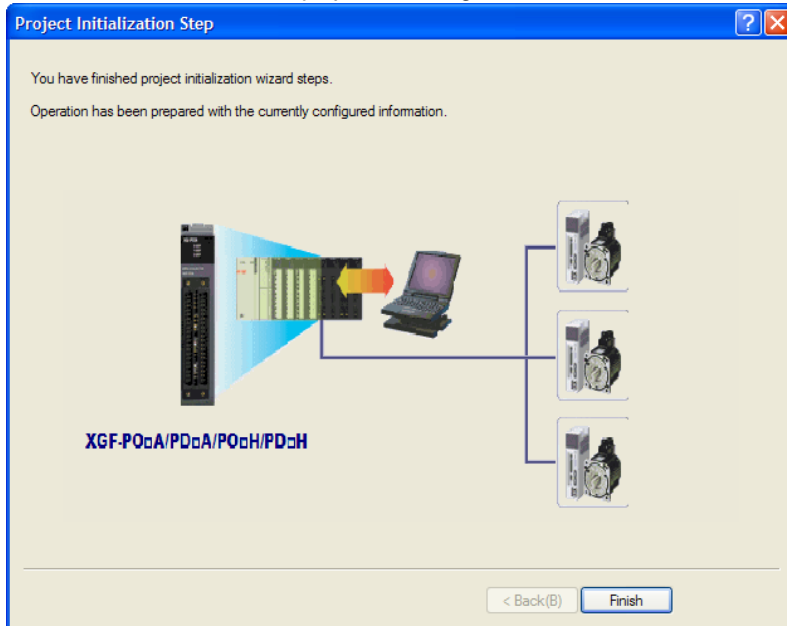 Project Initialization Step
You have finished project initialization wizard steps.
Operation has been prepared with the currently configured information.
XGF-PO□A/PD□A/PO□H/PD□H
< Back(B)
Finish